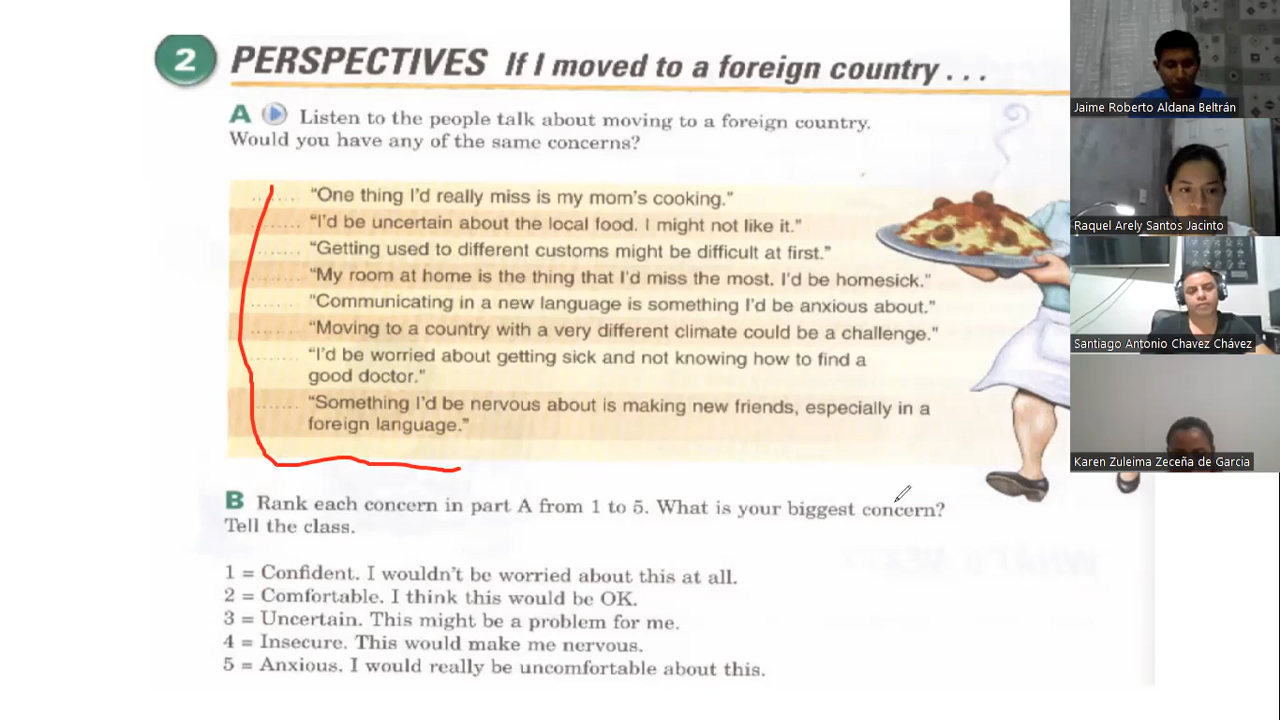 2 PERSPECTIVES If I moved to a foreign country . . .
A Listen to the people talk about moving to a foreign country.
Would you have any of the same concerns?
........ "One thing I'd really miss is my mom's cooking."
........ "I'd be uncertain about the local food. I might not like it."
........ "Getting used to different customs might be difficult at first."
........ "My room at home is the thing that I'd miss the most. I'd be homesick."
........ "Communicating in a new language is something I'd be anxious about."
........ "Moving to a country with a very different climate could be a challenge."
........ "I'd be worried about getting sick and not knowing how to find a
good doctor."
........ "Something I'd be nervous about is making new friends, especially in a
foreign language."
B Rank each concern in part A from 1 to 5. What is your biggest concern?
Tell the class.
1 = Confident. I wouldn't be worried about this at all.
2 = Comfortable. I think this would be OK.
3 = Uncertain. This might be a problem for me.
4 = Insecure. This would make me nervous.
5 = Anxious. I would really be uncomfortable about this.
Jaime Roberto Aldana Beltrán
Raquel Arely Santos Jacinto
Santiago Antonio Chavez Chávez
Karen Zuleima Zeceña de Garcia